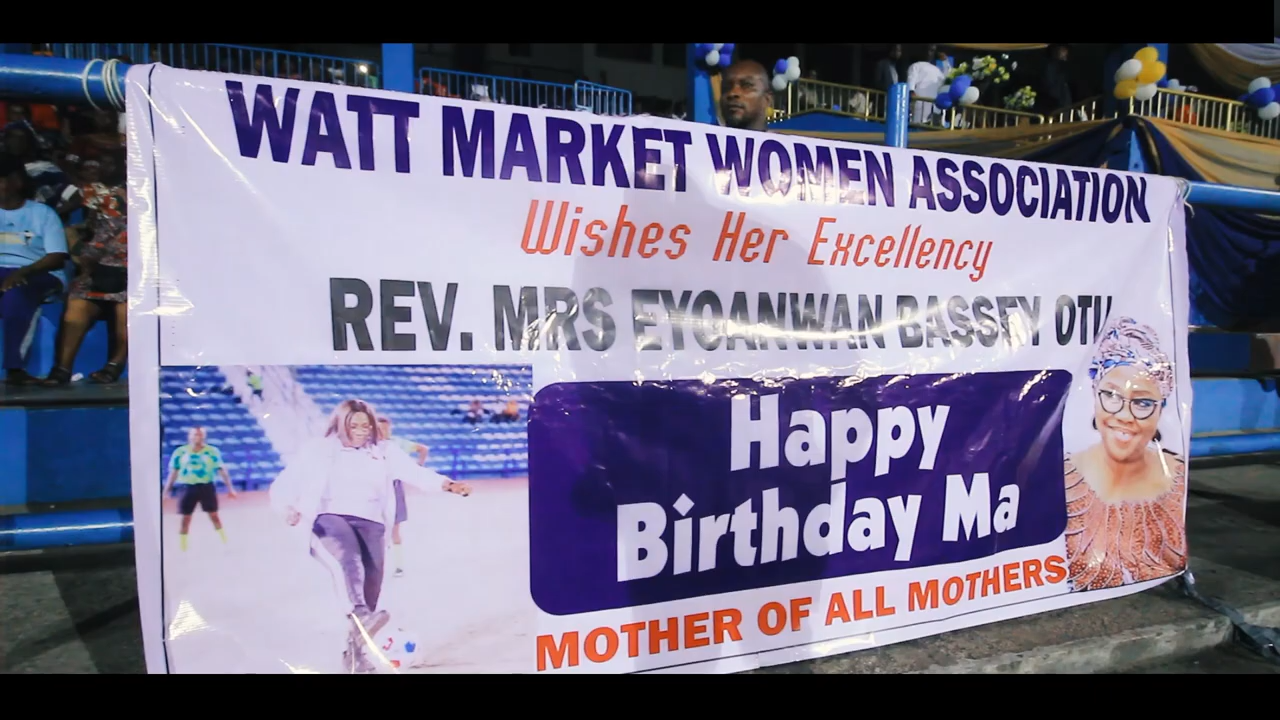 WATT MARKET WOMEN ASSOCIATION
Wishes Her Excellency
REV. MRS EYOANWAN BASSEY OTU
Happy
Birthday Ma
MOTHER OF ALL MOTHERS